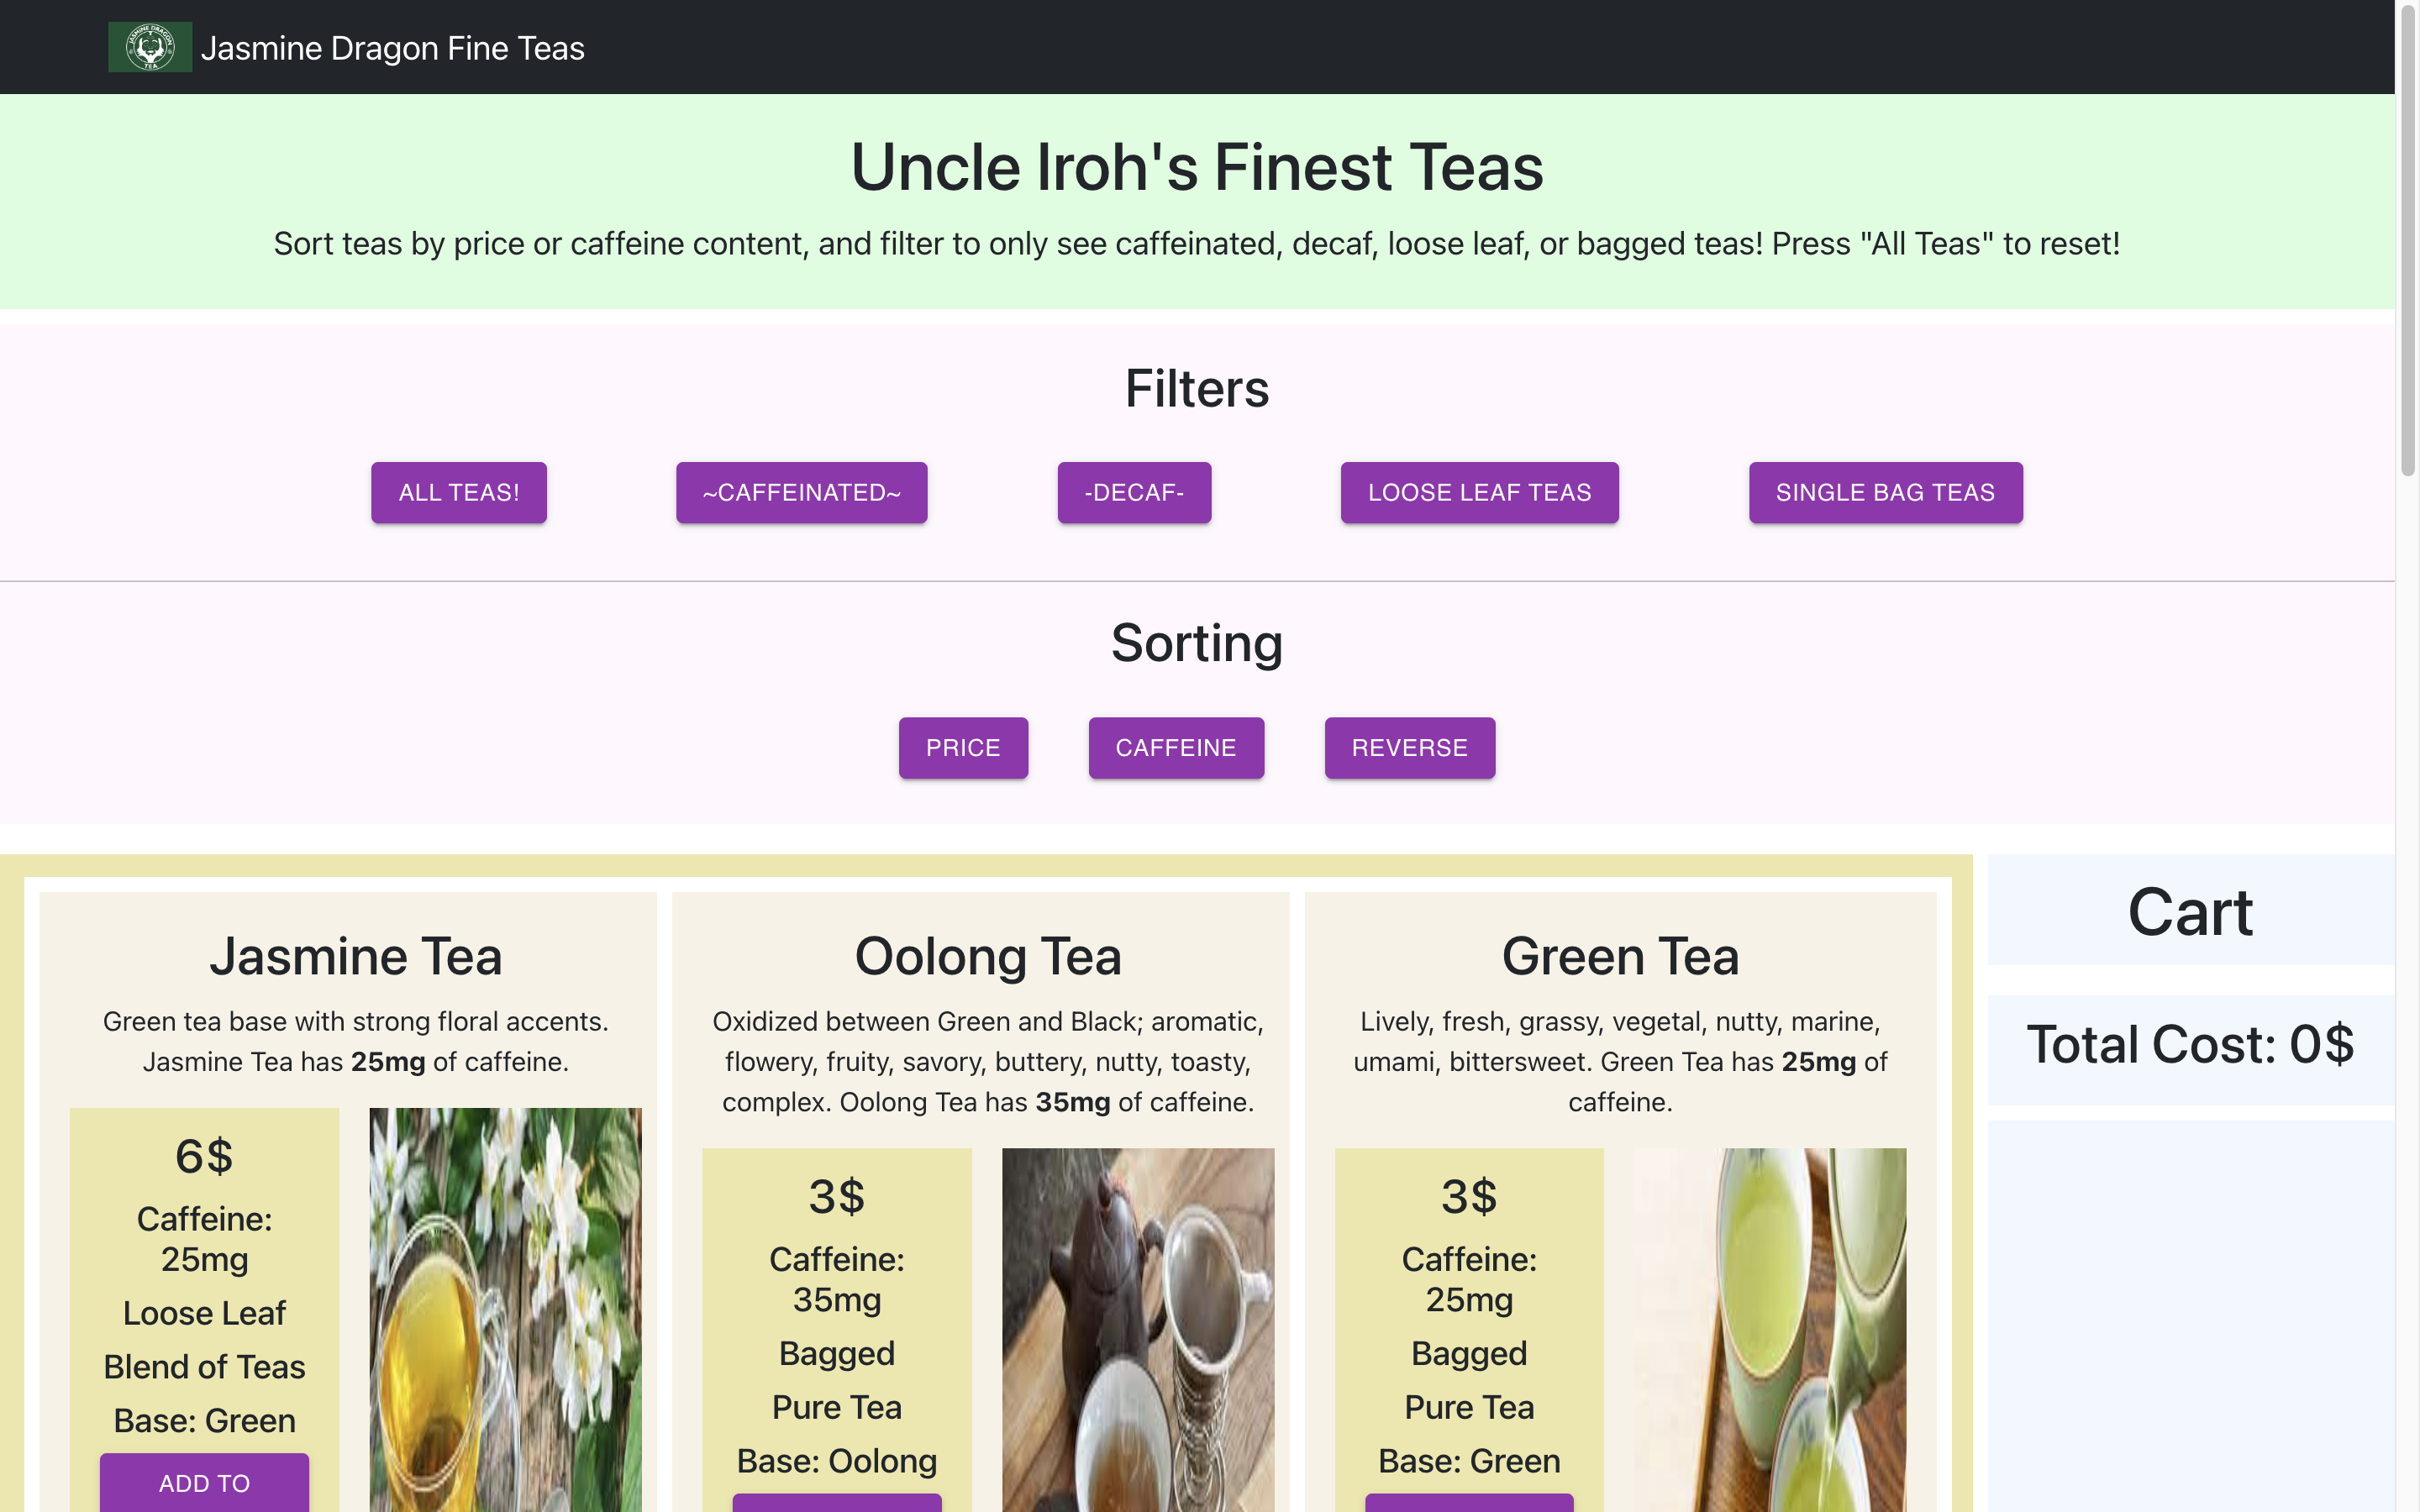 JASMINE DRAGON
TEA
Jasmine Dragon Fine Teas
Uncle Iroh's Finest Teas
Sort teas by price or caffeine content, and filter to only see caffeinated, decaf, loose leaf, or bagged teas! Press "All Teas" to reset!
Filters
ALL TEAS!
~CAFFEINATED~
-DECAF-
LOOSE LEAF TEAS
SINGLE BAG TEAS
Sorting
PRICE
CAFFEINE
REVERSE
Jasmine Tea
Green tea base with strong floral accents.
Jasmine Tea has 25mg of caffeine.
6$
Caffeine:
25mg
Loose Leaf
Blend of Teas
Base: Green
ADD TO
Oolong Tea
Oxidized between Green and Black; aromatic,
flowery, fruity, savory, buttery, nutty, toasty,
complex. Oolong Tea has 35mg of caffeine.
3$
Caffeine:
35mg
Bagged
Pure Tea
Base: Oolong
Green Tea
Lively, fresh, grassy, vegetal, nutty, marine,
umami, bittersweet. Green Tea has 25mg of
caffeine.
3$
Caffeine:
25mg
Bagged
Pure Tea
Base: Green
Cart
Total Cost: 0$